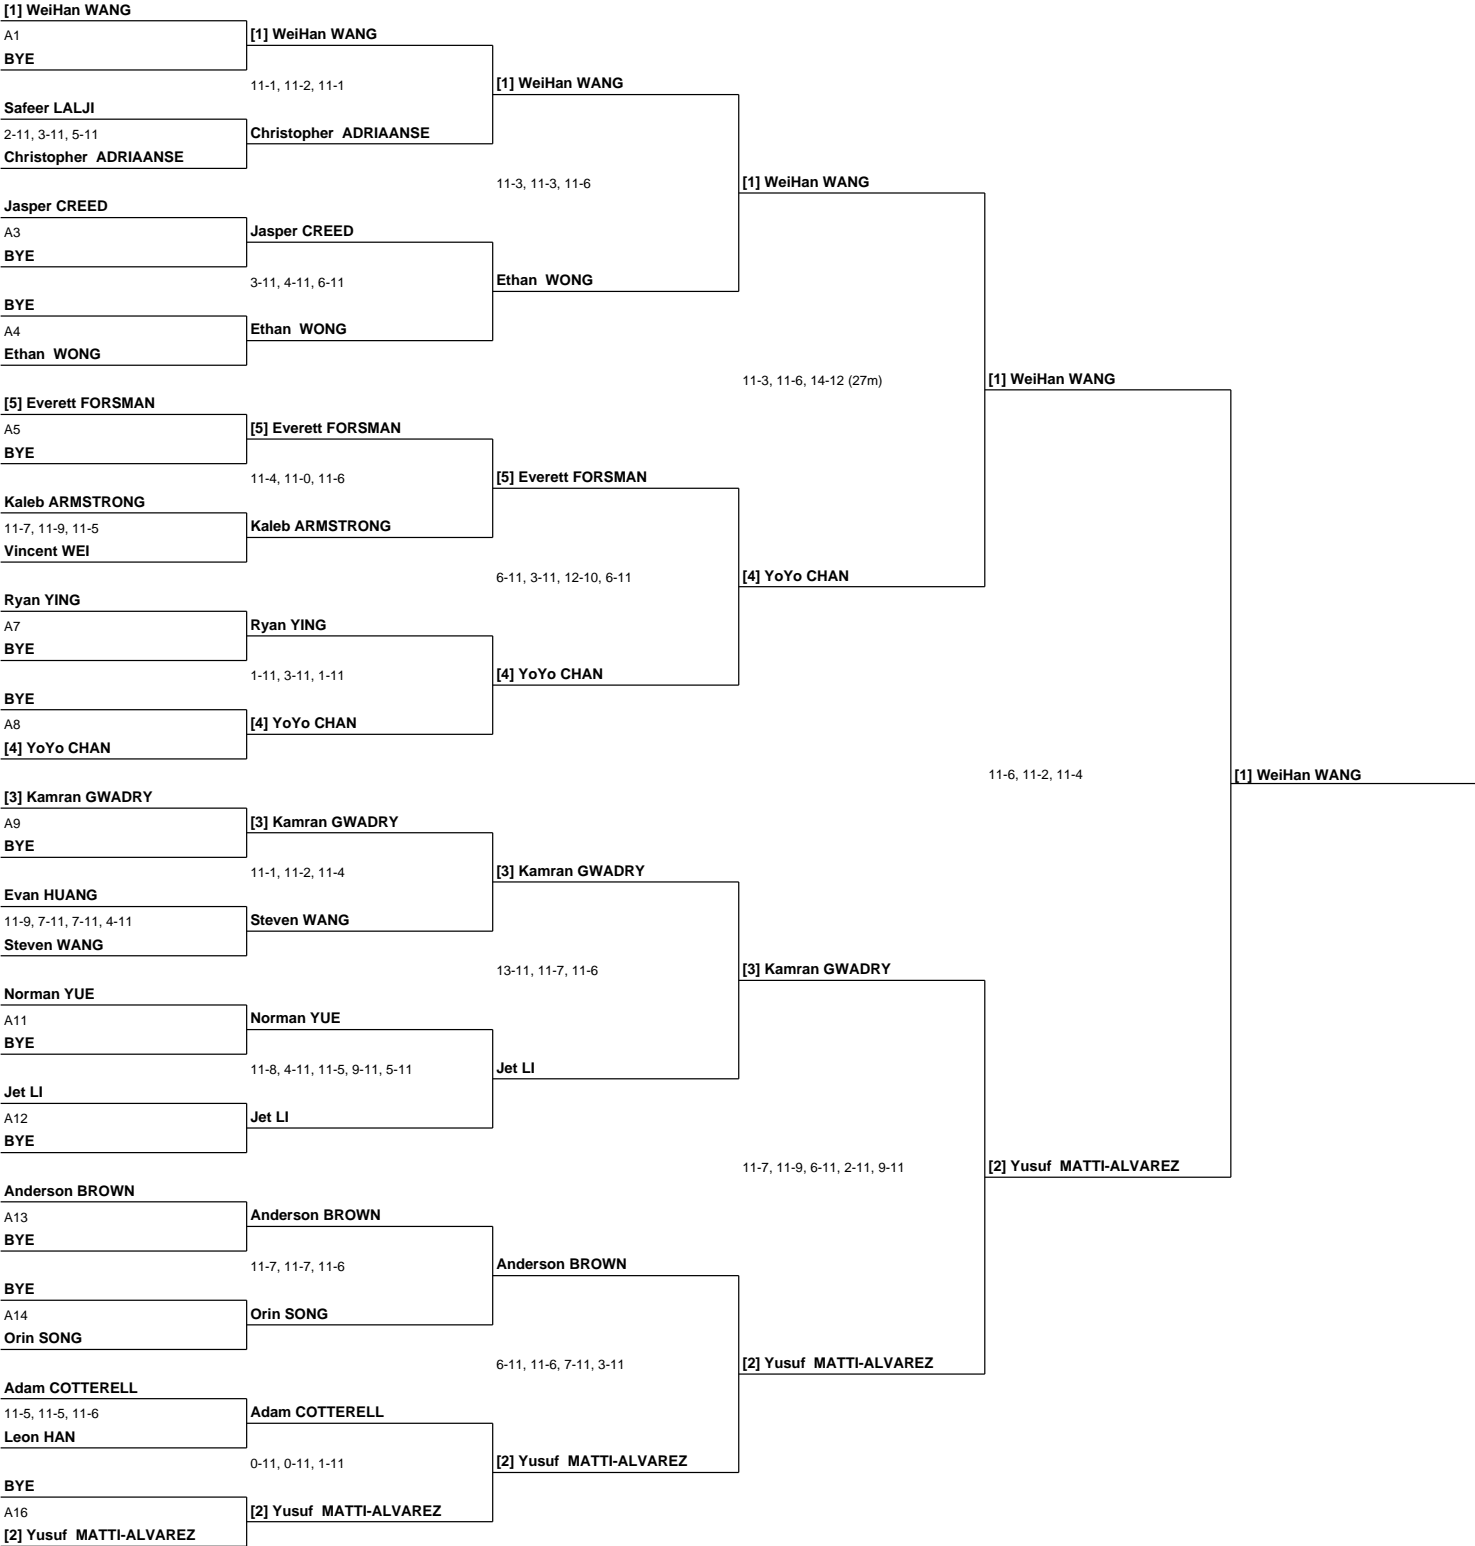 [1] WeiHan WANG
A1
BYE
Safeer LALJI
2-11, 3-11, 5-11
Christopher ADRIAANSE
Jasper CREED
A3
BYE
BYE
A4
Ethan WONG
[5] Everett FORSMAN
A5
BYE
Kaleb ARMSTRONG
11-7, 11-9, 11-5
Vincent WEI
Ryan YING
A7
BYE
BYE
A8
[4] YoYo CHAN
[3] Kamran GWADRY
A9
BYE
Evan HUANG
11-9, 7-11, 7-11, 4-11
Steven WANG
Norman YUE
A11
BYE
Jet LI
A12
BYE
Anderson BROWN
A13
BYE
BYE
A14
Orin SONG
Adam COTTERELL
11-5, 11-5, 11-6
Leon HAN
BYE
A16
[2] Yusuf MATTI-ALVAREZ
[1] WeiHan WANG
11-1, 11-2, 11-1
Christopher ADRIAANSE
Jasper CREED
3-11, 4-11, 6-11
Ethan WONG
[5] Everett FORSMAN
11-4, 11-0, 11-6
Kaleb ARMSTRONG
Ryan YING
1-11, 3-11, 1-11
[4] YoYo CHAN
[3] Kamran GWADRY
11-1, 11-2, 11-4
Steven WANG
Norman YUE
11-8, 4-11, 11-5, 9-11, 5-11
Jet LI
Anderson BROWN
11-7, 11-7, 11-6
Orin SONG
Adam COTTERELL
0-11, 0-11, 1-11
[2] Yusuf MATTI-ALVAREZ
[1] WeiHan WANG
11-3, 11-3, 11-6
Ethan WONG
[5] Everett FORSMAN
6-11, 3-11, 12-10, 6-11
[4] YoYo CHAN
[3] Kamran GWADRY
13-11, 11-7, 11-6
Jet LI
Anderson BROWN
6-11, 11-6, 7-11, 3-11
[2] Yusuf MATTI-ALVAREZ
[1] WeiHan WANG
11-3, 11-6, 14-12 (27m)
[4] YoYo CHAN
[3] Kamran GWADRY
11-7, 11-9, 6-11, 2-11, 9-11
[2] Yusuf MATTI-ALVAREZ
[1] WeiHan WANG
11-6, 11-2, 11-4
[2] Yusuf MATTI-ALVAREZ
[1] WeiHan WANG